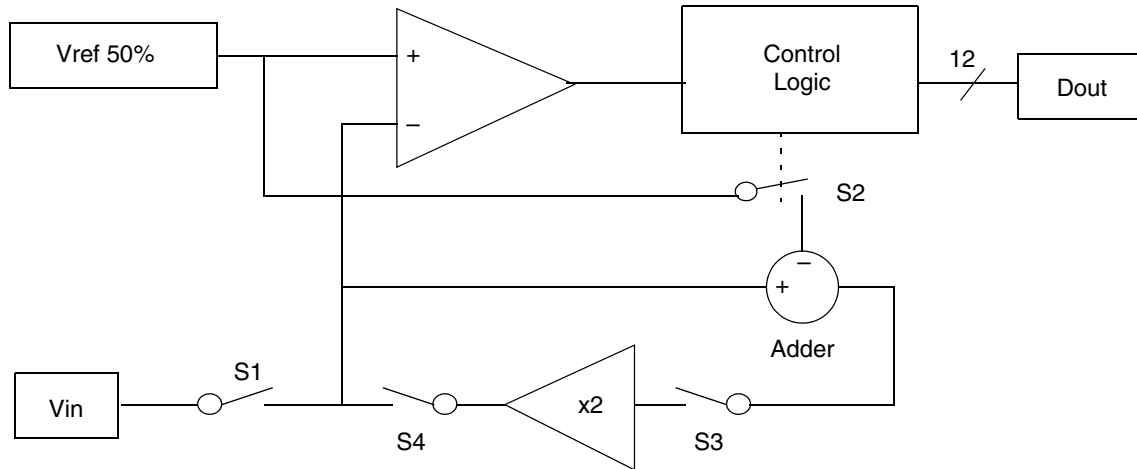 Vref 50%
+
–
Control
Logic
12
Dout
S2
–
+
Adder
S1
Vin
S4
x2
S3